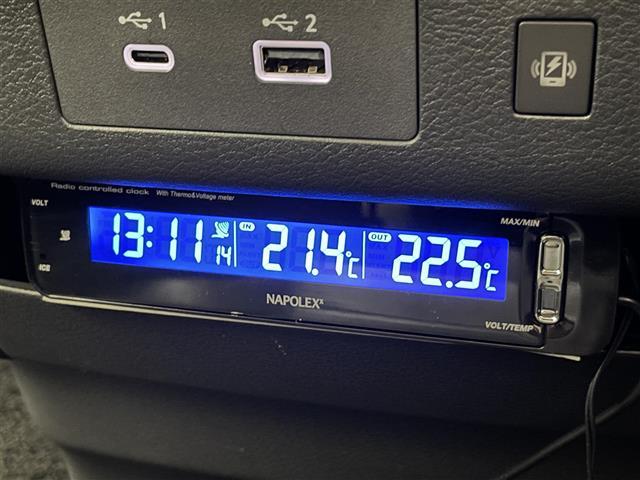 1
2
Radio controlled clock With Thermo&Voltage meter
VOLT
MAX/MIN
13:11 14 IN 21.4℃ OUT 22.5℃
NAPOLEX
VOLT/TEMP